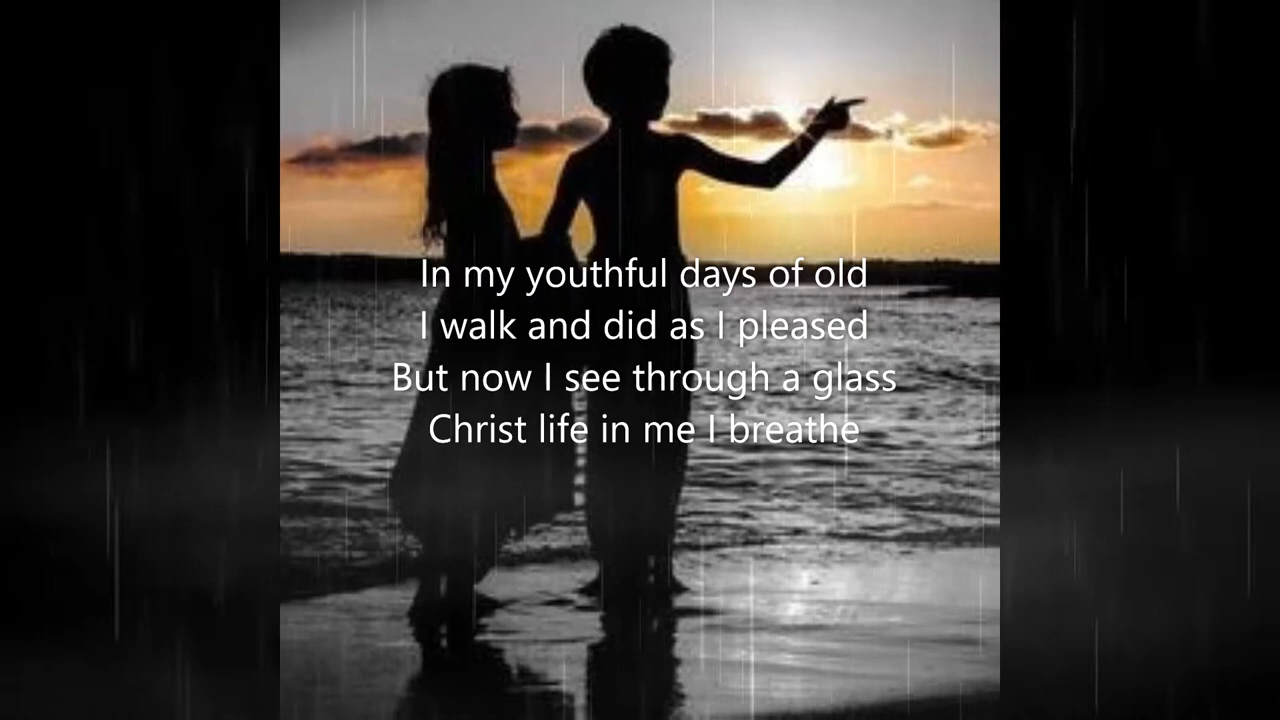 In my youthful days of old
I walk and did as I pleased
But now I see through a glass
Christ life in me I breathe